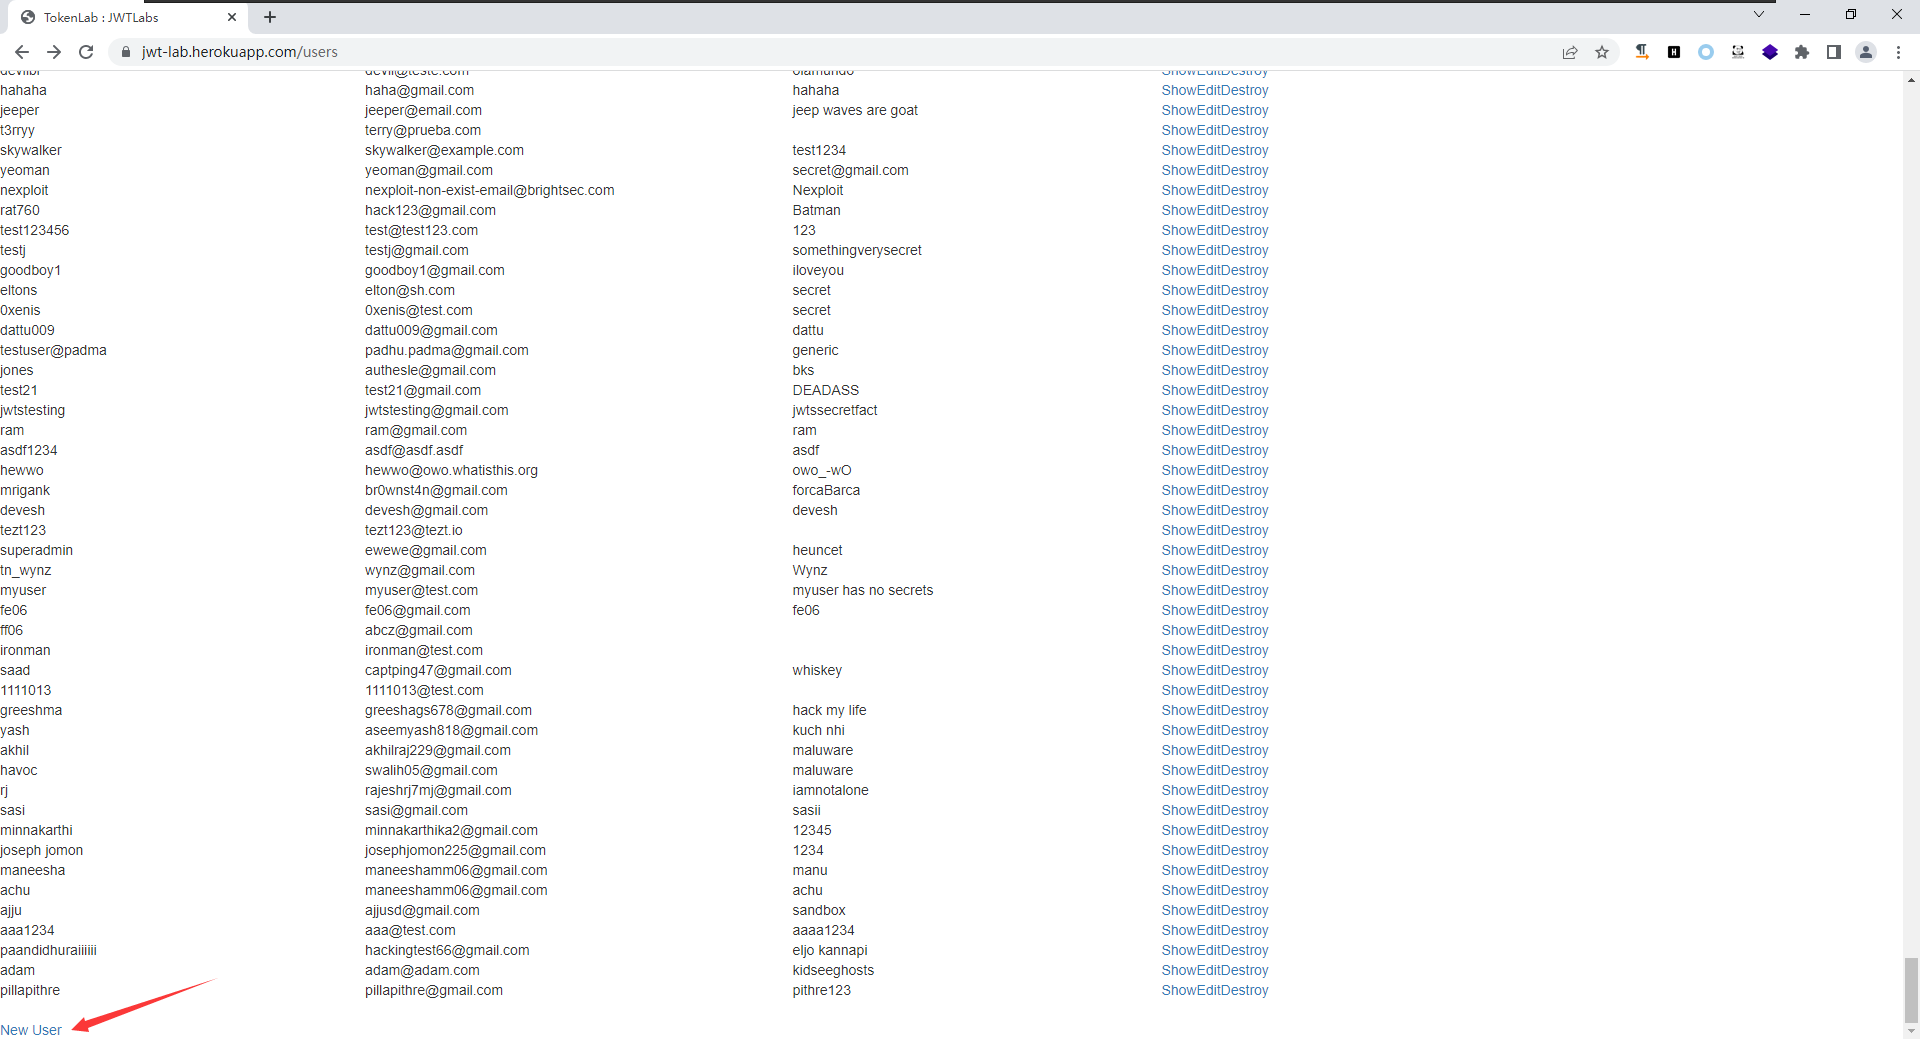 TokenLab : JWTLabs
jwt-lab.herokuapp.com/users
devil@teste.com olamundo ShowEditDestroy
hahaha haha@gmail.com hahaha ShowEditDestroy
jeeper jeeper@email.com jeep waves are goat ShowEditDestroy
t3rryy terry@prueba.com ShowEditDestroy
skywalker skywalker@example.com test1234 ShowEditDestroy
yeoman yeoman@gmail.com secret@gmail.com ShowEditDestroy
nexploit nexploit-non-exist-email@brightsec.com Nexploit ShowEditDestroy
rat760 hack123@gmail.com Batman ShowEditDestroy
test123456 test@test123.com 123 ShowEditDestroy
testj testj@gmail.com somethingverysecret ShowEditDestroy
goodboy1 goodboy1@gmail.com iloveyou ShowEditDestroy
eltons elton@sh.com secret ShowEditDestroy
0xenis 0xenis@test.com secret ShowEditDestroy
dattu009 dattu009@gmail.com dattu ShowEditDestroy
testuser@padma padhu.padma@gmail.com generic ShowEditDestroy
jones authesle@gmail.com bks ShowEditDestroy
test21 test21@gmail.com DEADASS ShowEditDestroy
jwtstesting jwtstesting@gmail.com jwtssecretfact ShowEditDestroy
ram ram@gmail.com ram ShowEditDestroy
asdf1234 asdf@asdf.asdf asdf ShowEditDestroy
hewwo hewwo@owo.whatisthis.org owo_-wO ShowEditDestroy
mrigank br0wnst4n@gmail.com forcaBarca ShowEditDestroy
devesh devesh@gmail.com devesh ShowEditDestroy
tezt123 tezt123@tezt.io ShowEditDestroy
superadmin ewewe@gmail.com heuncet ShowEditDestroy
tn_wynz wynz@gmail.com Wynz ShowEditDestroy
myuser myuser@test.com myuser has no secrets ShowEditDestroy
fe06 fe06@gmail.com fe06 ShowEditDestroy
ff06 abcz@gmail.com ShowEditDestroy
ironman ironman@test.com ShowEditDestroy
saad captping47@gmail.com whiskey ShowEditDestroy
1111013 1111013@test.com ShowEditDestroy
greeshma greeshags678@gmail.com hack my life ShowEditDestroy
yash aseemyash818@gmail.com kuch nhi ShowEditDestroy
akhil akhilraj229@gmail.com maluware ShowEditDestroy
havoc swalih05@gmail.com maluware ShowEditDestroy
rj rajeshrj7mj@gmail.com iamnotalone ShowEditDestroy
sasi sasi@gmail.com sasii ShowEditDestroy
minnakarthi minnakarthika2@gmail.com 12345 ShowEditDestroy
joseph jomon josephjomon225@gmail.com 1234 ShowEditDestroy
maneesha maneeshamm06@gmail.com manu ShowEditDestroy
achu maneeshamm06@gmail.com achu ShowEditDestroy
ajju ajjusd@gmail.com sandbox ShowEditDestroy
aaa1234 aaa@test.com aaaa1234 ShowEditDestroy
paandidhuraiiiiii hackingtest66@gmail.com eljo kannapi ShowEditDestroy
adam adam@adam.com kidseeghosts ShowEditDestroy
pillapithre pillapithre@gmail.com pithre123 ShowEditDestroy
New User